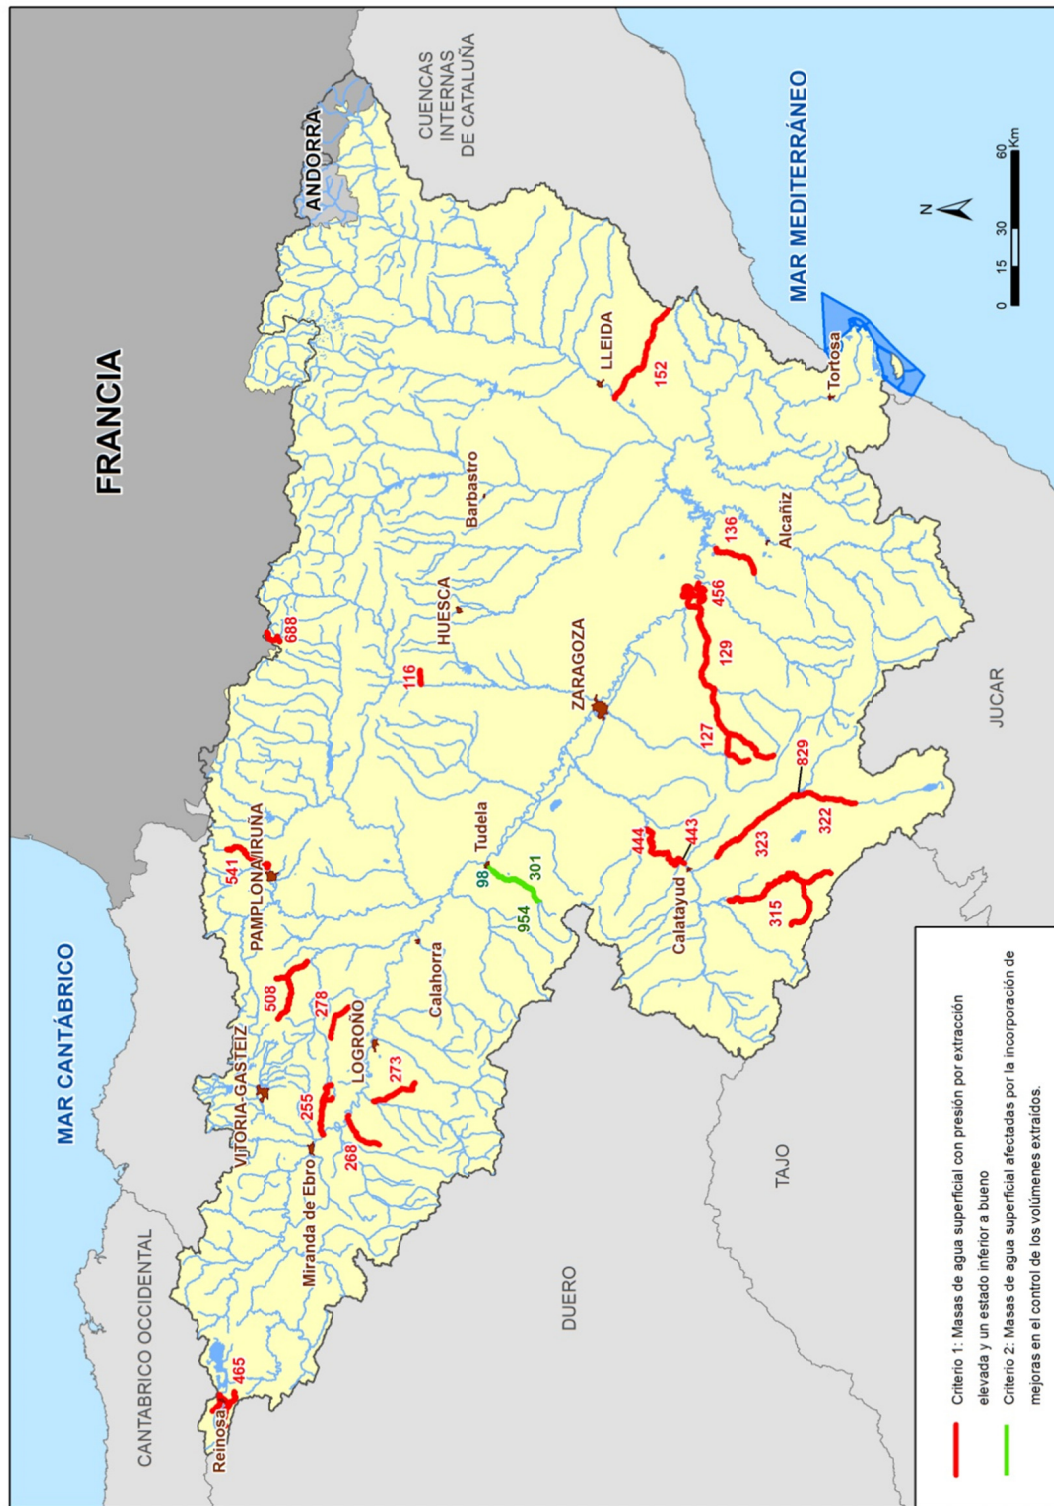 MAR CANTÁBRICO
FRANCIA
CANTABRICO OCCIDENTAL
ANDORRA
CUENCAS
INTERNAS
DE CATALUÑA
Reinosa
465
VITORIA-GASTEIZ
PAMPLONA/IRUÑA
541
688
508
278
Miranda de Ebro
255
LOGROÑO
268
273
Calahorra
116
HUESCA
Barbastro
Tudela
98
301
954
LLEIDA
152
ZARAGOZA
DUERO
444
443
Calatayud
127
129
456
136
Alcañiz
MAR MEDITERRÁNEO
Tortosa
323
829
322
315
TAJO
JUCAR
N
0
15
30
60
Km
Criterio 1: Masas de agua superficial con presión por extracción
elevada y un estado inferior a bueno
Criterio 2: Masas de agua superficial afectadas por la incorporación de
mejoras en el control de los volúmenes extraídos.